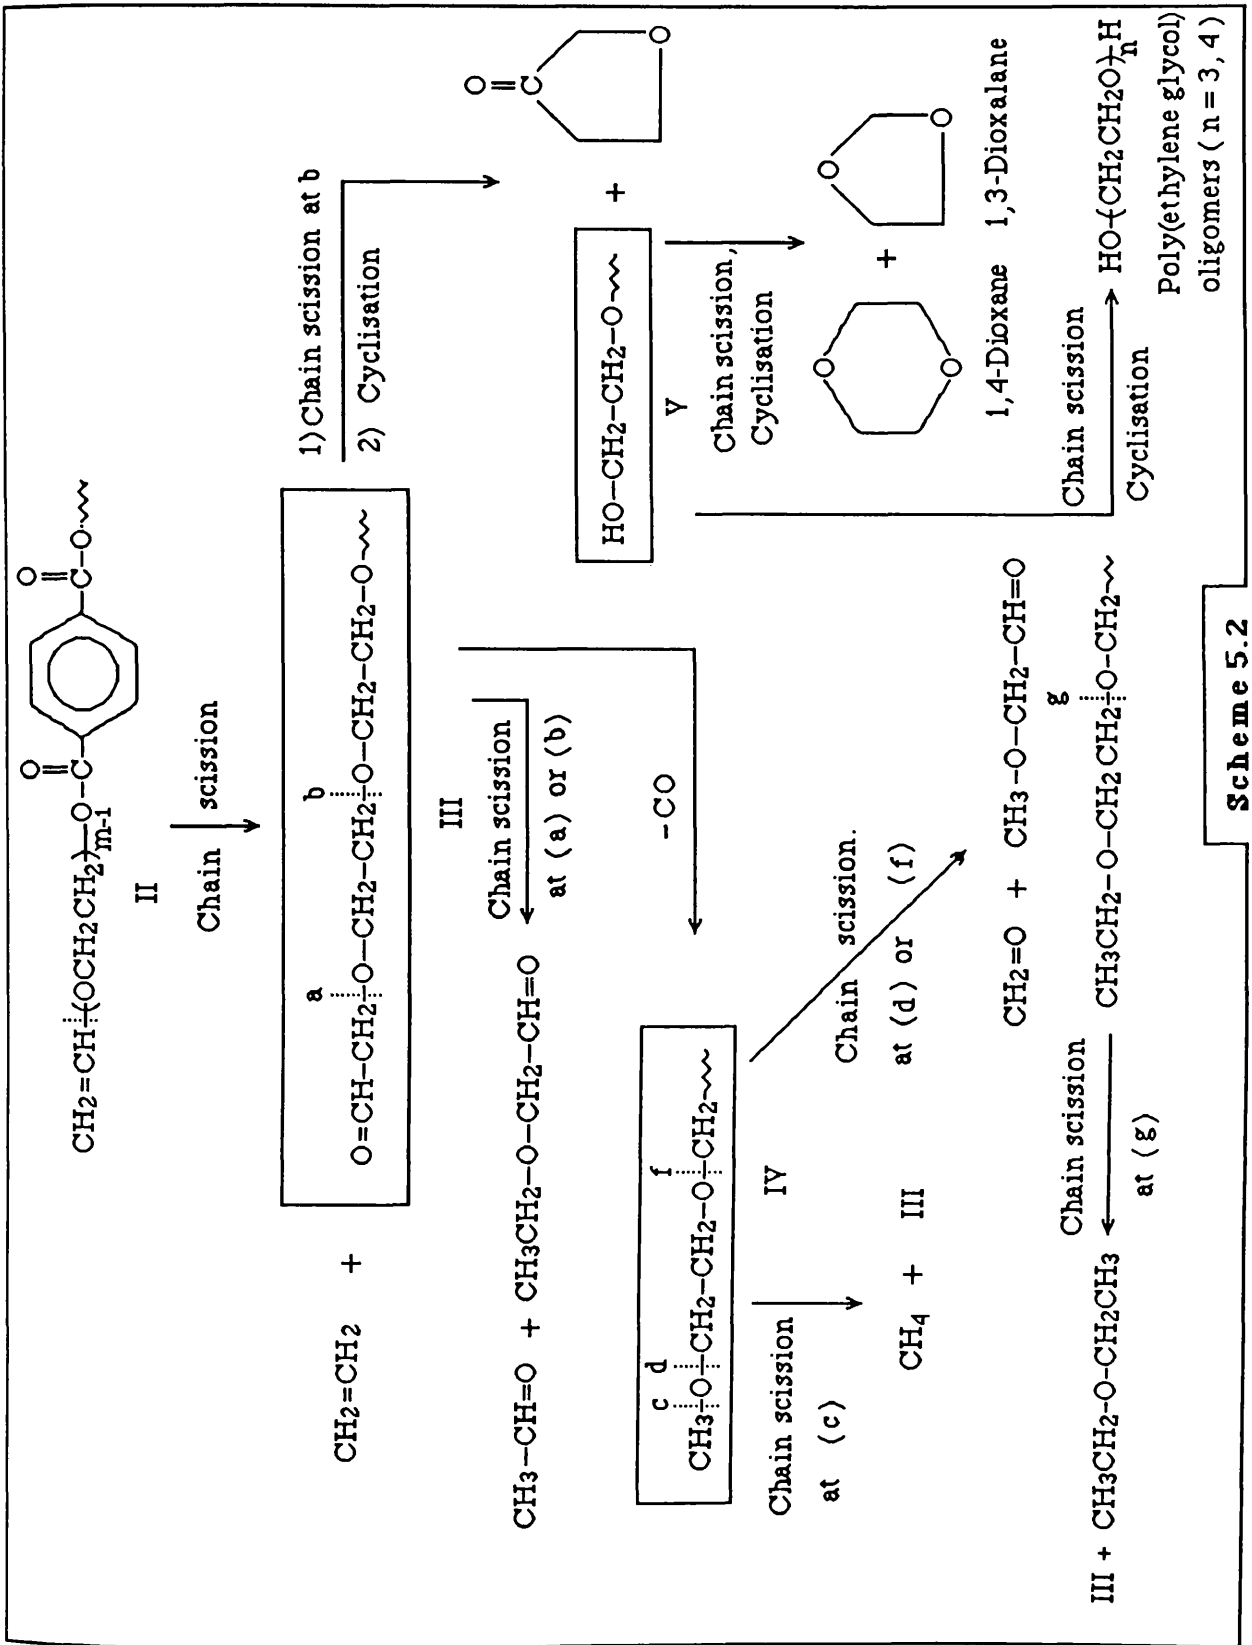 CH2=CH-(OCH2CH2)m-1-O-C(=O)-C(=O)-O
II
Chain scission
CH2=CH2 + O=CH-CH2-O-CH2-CH2-O-CH2-CH2-O
a b
III
1) Chain scission at b
2) Cyclisation
O=C O
+
HO-CH2-CH2-O
V
Chain scission
at (a) or (b)
CH3-CH=O + CH3CH2-O-CH2-CH=O
-CO
Chain scission,
Cyclisation
O O + O O
1,4-Dioxane 1,3-Dioxalane
c d f
CH3-O-CH2-CH2-O-CH2
IV
Chain scission
at (c)
CH4 + III
Chain scission.
at (d) or (f)
CH2=O + CH3-O-CH2-CH=O
g
CH3CH2-O-CH2CH2-O-CH2
Chain scission
at (g)
III + CH3CH2-O-CH2CH3
Chain scission
Cyclisation
HO-(CH2CH2O)n-H
Poly(ethylene glycol)
oligomers (n = 3, 4)
Scheme 5.2